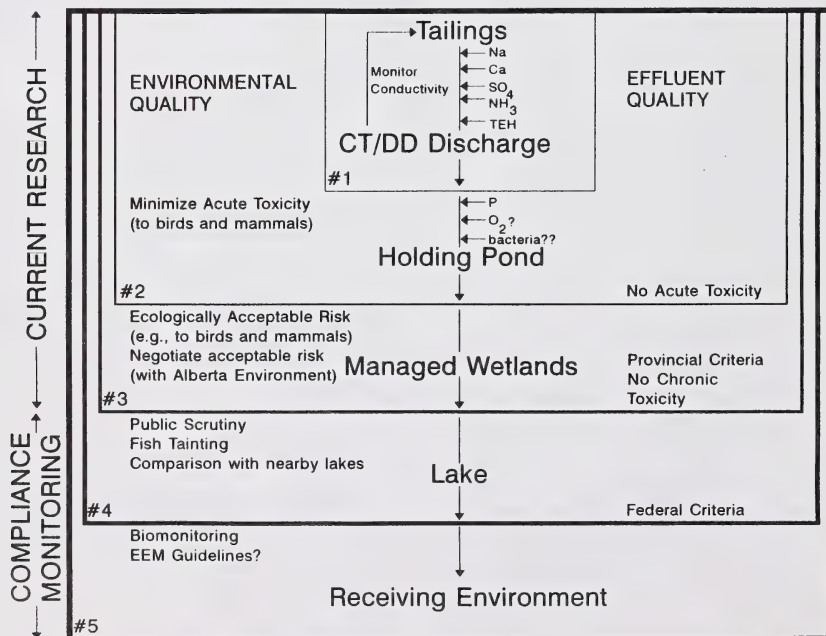 CURRENT RESEARCH
COMPLIANCE
MONITORING
Tailings
ENVIRONMENTAL
QUALITY
Monitor
Conductivity
Na
Ca
SO4
NH3
TEH
EFFLUENT
QUALITY
CT/DD Discharge
#1
Minimize Acute Toxicity
(to birds and mammals)
P
O2?
bacteria??
Holding Pond
#2
No Acute Toxicity
Ecologically Acceptable Risk
(e.g., to birds and mammals)
Negotiate acceptable risk
(with Alberta Environment)
Managed Wetlands
Provincial Criteria
No Chronic
Toxicity
#3
Public Scrutiny
Fish Tainting
Comparison with nearby lakes
Lake
#4
Federal Criteria
Biomonitoring
EEM Guidelines?
Receiving Environment
#5